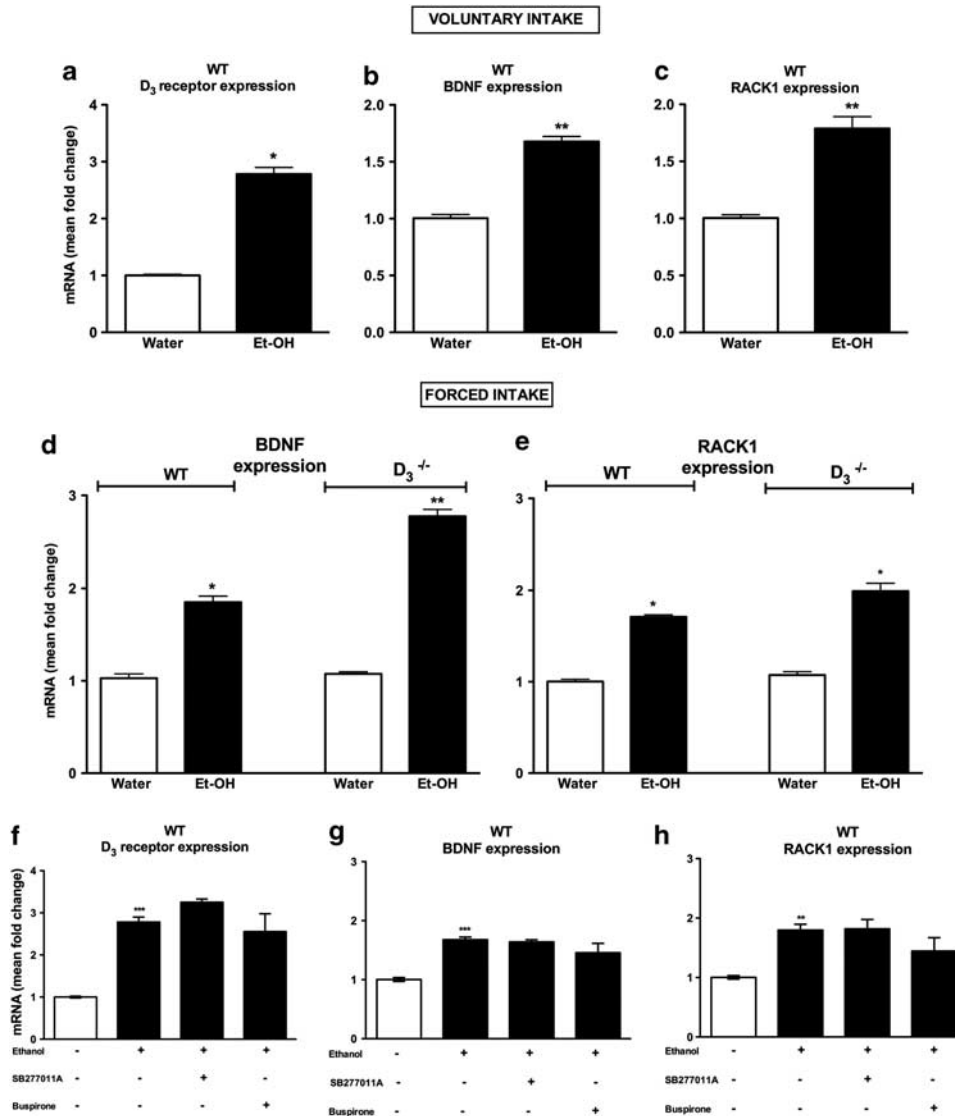 VOLUNTARY INTAKE
a
WT
D3 receptor expression
b
WT
BDNF expression
c
WT
RACK1 expression
mRNA (mean fold change)
4
3
2
1
0
2.0
1.5
1.0
0.5
0.0
2.0
1.5
1.0
0.5
0.0
*
**
**
Water Et-OH
Water Et-OH
Water Et-OH
FORCED INTAKE
d
BDNF
expression
WT
D3 -/-
e
RACK1
expression
WT
D3 -/-
mRNA (mean fold change)
3
2
1
0
3
2
1
0
*
**
*
*
Water Et-OH Water Et-OH
Water Et-OH Water Et-OH
f
WT
D3 receptor expression
g
WT
BDNF expression
h
WT
RACK1 expression
mRNA (mean fold change)
4
3
2
1
0
3
2
1
0
3
2
1
0
***
***
**
Ethanol - + + + - + + + - + + +
SB277011A - - + - - - + - - - + -
Buspirone - - - + - - - + - - - +